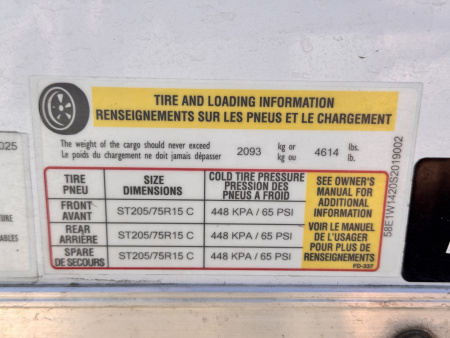 TIRE AND LOADING INFORMATION
RENSEIGNEMENTS SUR LES PNEUS ET LE CHARGEMENT
025
The weight of the cargo should never exceed 2093 kg or 4614 lbs.
Le poids du chargement ne doit jamais dépasser kg ou lb.
TIRE SIZE COLD TIRE PRESSURE
PNEU DIMENSIONS PRESSION DES
PNEUS A FROID
FRONT
AVANT ST205/75R15 C 448 KPA / 65 PSI
REAR
ARRIÈRE ST205/75R15 C 448 KPA / 65 PSI
SPARE
DE SECOURS ST205/75R15 C 448 KPA / 65 PSI
SEE OWNER'S
MANUAL FOR
ADDITIONAL
INFORMATION
VOIR LE MANUEL
DE L'USAGER
POUR PLUS DE
RENSEIGNEMENTS
PD-337
58E1W1420S2019002
TURE
ABLES